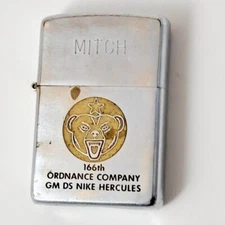 MITCH
166th
ORDNANCE COMPANY
GM DS NIKE HERCULES